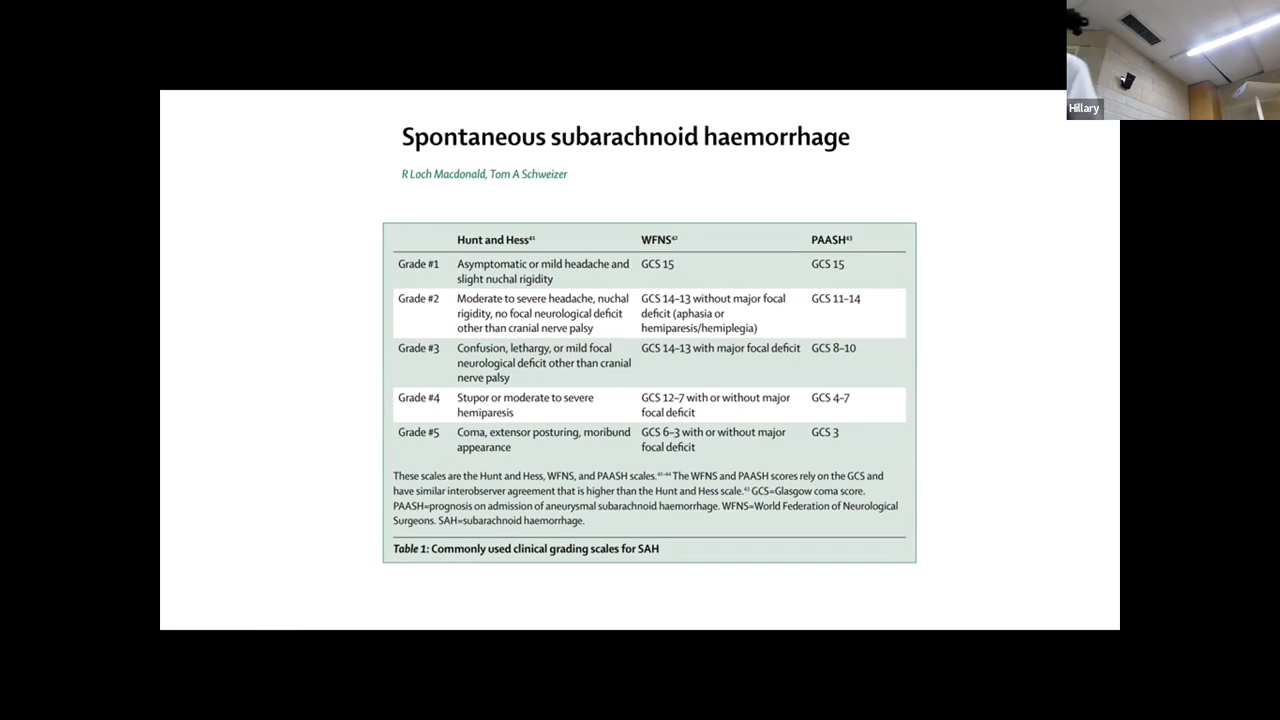 Hillary
Spontaneous subarachnoid haemorrhage
R Loch Macdonald, Tom A Schweizer
Hunt and Hess⁴¹ WFNS⁴² PAASH⁴³
Grade #1 Asymptomatic or mild headache and GCS 15 GCS 15
slight nuchal rigidity
Grade #2 Moderate to severe headache, nuchal GCS 14–13 without major focal GCS 11–14
rigidity, no focal neurological deficit deficit (aphasia or
other than cranial nerve palsy hemiparesis/hemiplegia)
Grade #3 Confusion, lethargy, or mild focal GCS 14–13 with major focal deficit GCS 8–10
neurological deficit other than cranial
nerve palsy
Grade #4 Stupor or moderate to severe GCS 12–7 with or without major GCS 4–7
hemiparesis focal deficit
Grade #5 Coma, extensor posturing, moribund GCS 6–3 with or without major GCS 3
appearance focal deficit
These scales are the Hunt and Hess, WFNS, and PAASH scales.⁴¹⁻⁴⁴ The WFNS and PAASH scores rely on the GCS and
have similar interobserver agreement that is higher than the Hunt and Hess scale.⁴³ GCS=Glasgow coma score.
PAASH=prognosis on admission of aneurysmal subarachnoid haemorrhage. WFNS=World Federation of Neurological
Surgeons. SAH=subarachnoid haemorrhage.
Table 1: Commonly used clinical grading scales for SAH